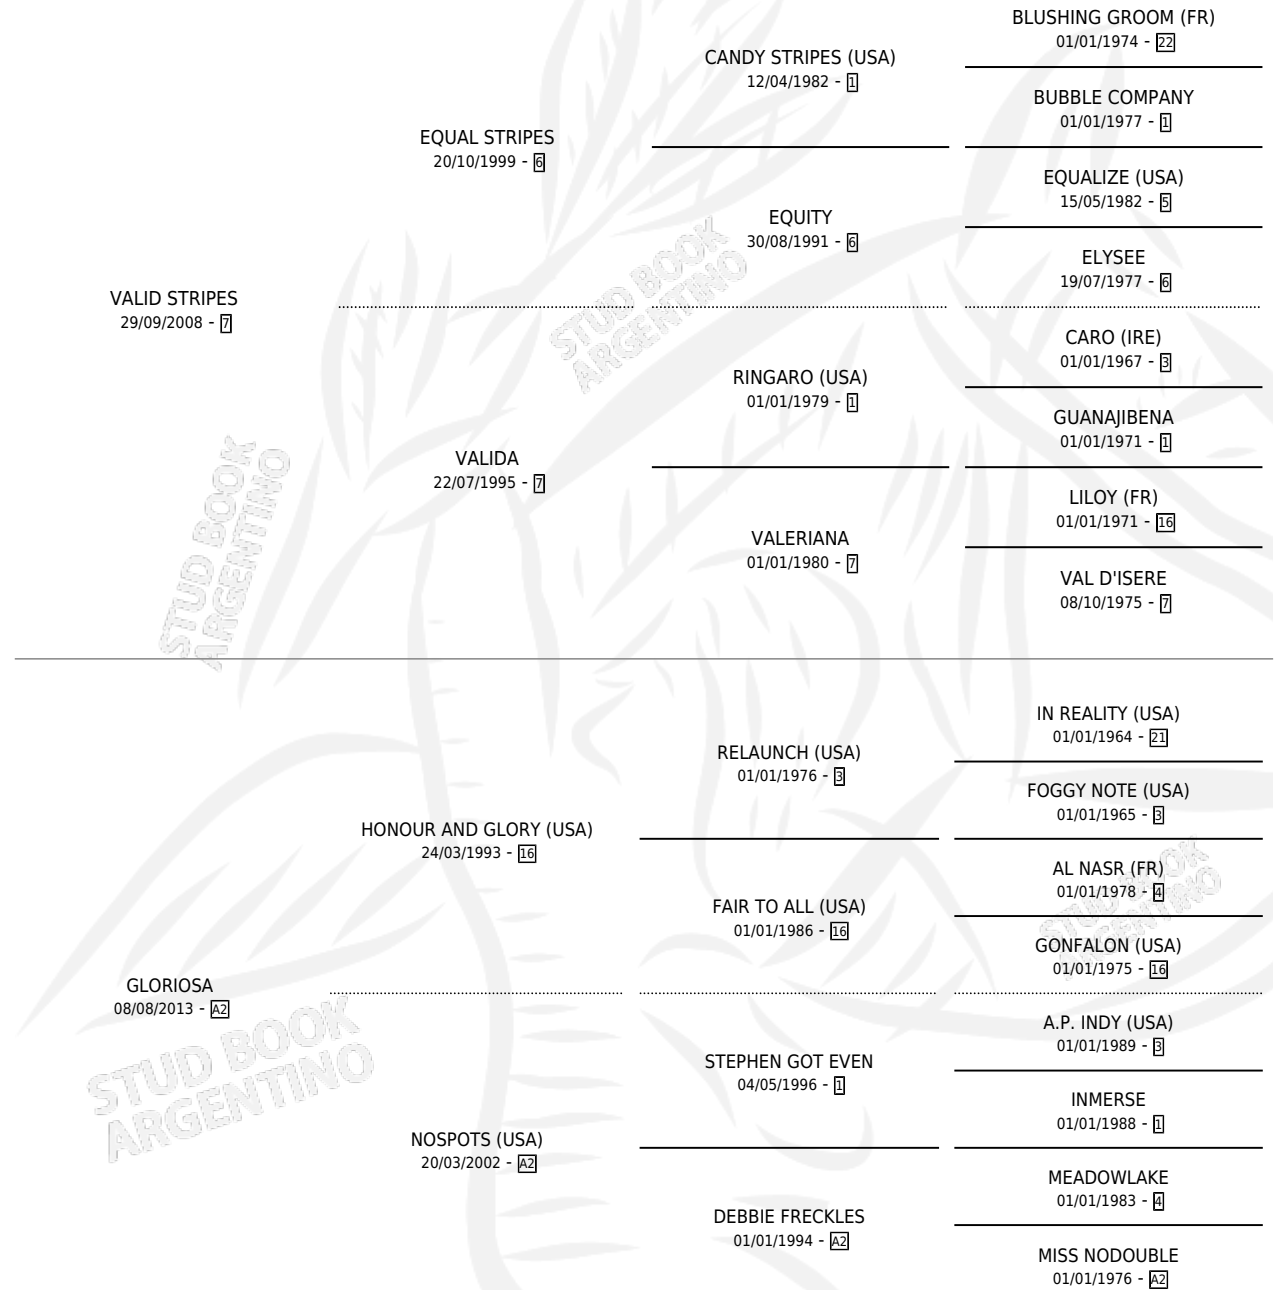 BLUSHING GROOM (FR)
01/01/1974 - 22
CANDY STRIPES (USA)
12/04/1982 - 1
BUBBLE COMPANY
01/01/1977 - 1
EQUAL STRIPES
20/10/1999 - 6
EQUALIZE (USA)
15/05/1982 - 5
EQUITY
30/08/1991 - 6
ELYSEE
19/07/1977 - 6
VALID STRIPES
29/09/2008 - 7
CARO (IRE)
01/01/1967 - 3
RINGARO (USA)
01/01/1979 - 1
GUANAJIBENA
01/01/1971 - 1
VALIDA
22/07/1995 - 7
LILOY (FR)
01/01/1971 - 16
VALERIANA
01/01/1980 - 7
VAL D'ISERE
08/10/1975 - 7
IN REALITY (USA)
01/01/1964 - 21
RELAUNCH (USA)
01/01/1976 - 3
FOGGY NOTE (USA)
01/01/1965 - 3
HONOUR AND GLORY (USA)
24/03/1993 - 16
AL NASR (FR)
01/01/1978 - 4
FAIR TO ALL (USA)
01/01/1986 - 16
GONFALON (USA)
01/01/1975 - 16
GLORIOSA
08/08/2013 - A2
A.P. INDY (USA)
01/01/1989 - 3
STEPHEN GOT EVEN
04/05/1996 - 1
INMERSE
01/01/1988 - 1
NOSPOTS (USA)
20/03/2002 - A2
MEADOWLAKE
01/01/1983 - 4
DEBBIE FRECKLES
01/01/1994 - A2
MISS NODOUBLE
01/01/1976 - A2
STUD BOOK
ARGENTINO
STUD BOOK
ARGENTINO
STUD BOOK
ARGENTINO
STUD BOOK
ARGENTINO